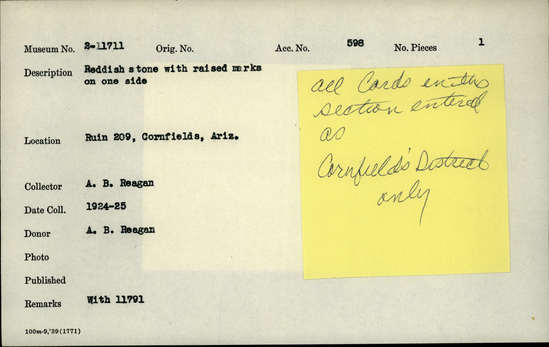 Museum No. 2-11711 Orig. No. Acc. No. 598 No. Pieces 1
Description Reddish stone with raised marks
on one side
Location Ruin 209, Cornfields, Ariz.
Collector A. B. Reagan
Date Coll. 1924-25
Donor A. B. Reagan
Photo
Published
Remarks With 11791
100m-9,'39(1771)
all Cards in this
section entered
as
Cornfield's District
only